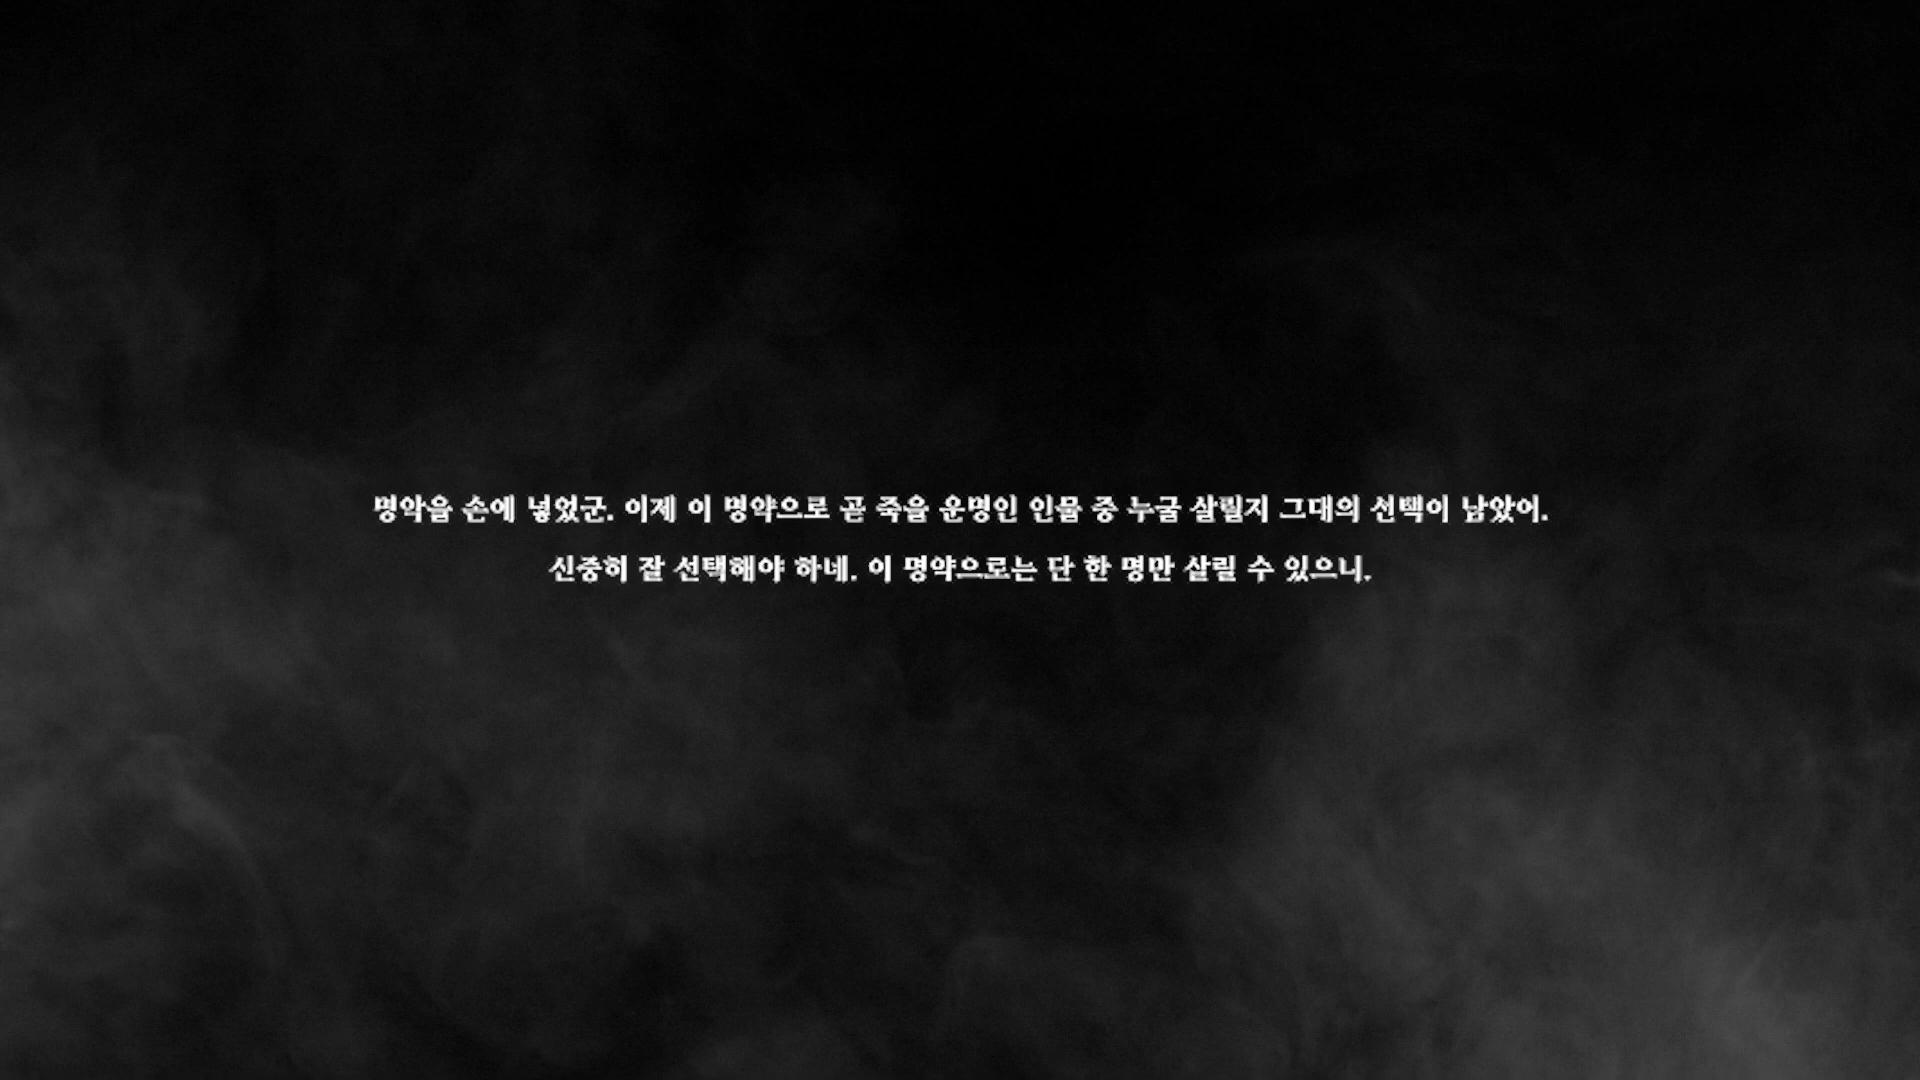 명약을 손에 넣었군. 이제 이 명약으로 곧 죽을 운명인 인물 중 누굴 살릴지 그대의 선택이 남았어.
신중히 잘 선택해야 하네. 이 명약으로는 단 한 명만 살릴 수 있으니.